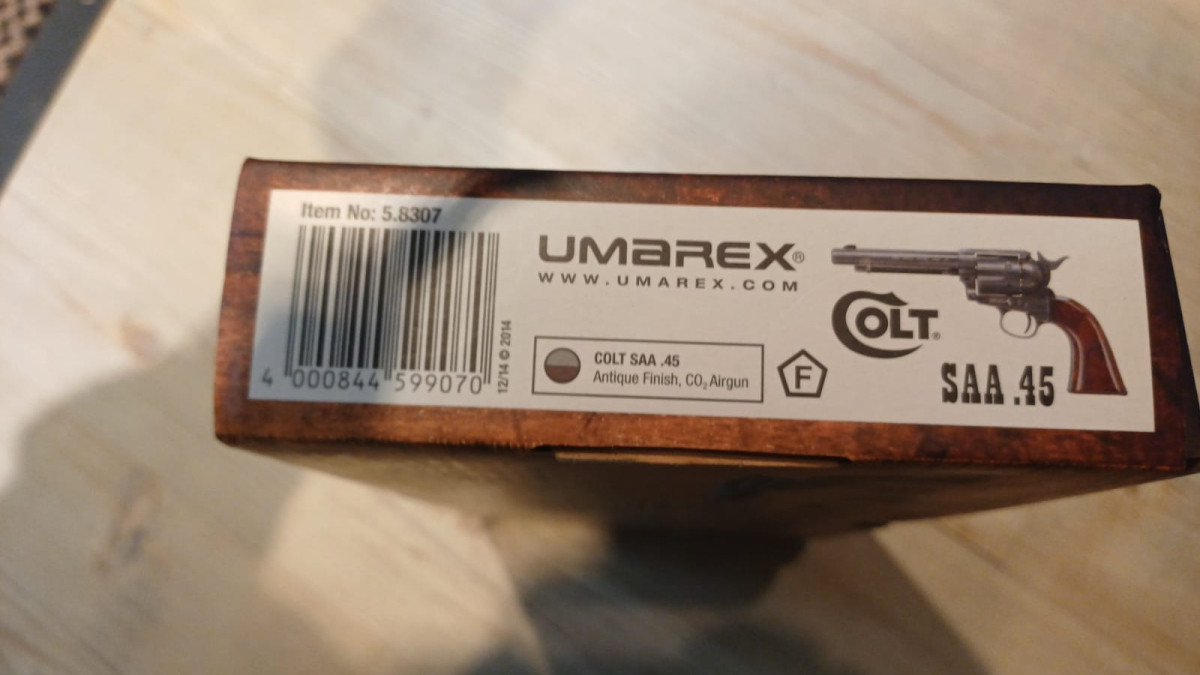 Item No: 5.8307
4 000844 599070
12/14 © 2014
UMAREX®
WWW.UMAREX.COM
COLT SAA .45
Antique Finish, CO₂ Airgun
F
COLT®
SAA .45